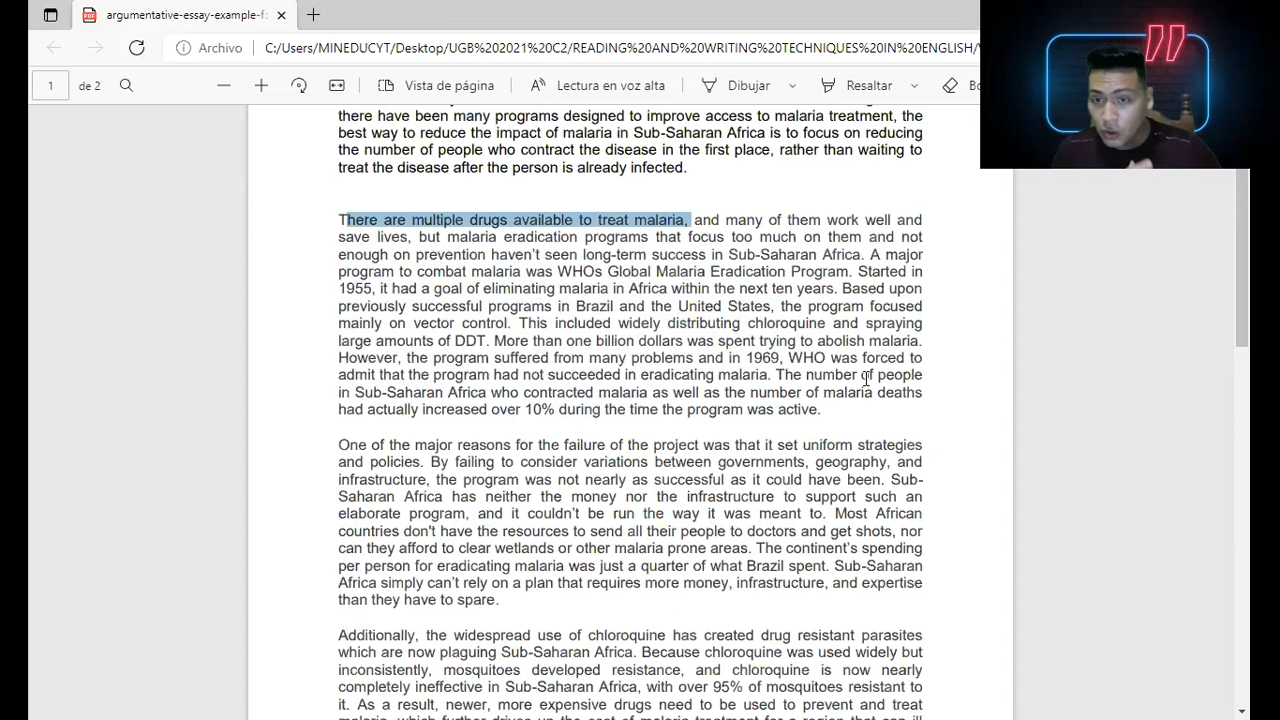 argumentative-essay-example-f
Archivo C:/Users/MINEDUCYT/Desktop/UGB%202021%20C2/READING%20AND%20WRITING%20TECHNIQUES%20IN%20ENGLISH/
1 de 2 Vista de página Lectura en voz alta Dibujar Resaltar
there have been many programs designed to improve access to malaria treatment, the
best way to reduce the impact of malaria in Sub-Saharan Africa is to focus on reducing
the number of people who contract the disease in the first place, rather than waiting to
treat the disease after the person is already infected.
There are multiple drugs available to treat malaria, and many of them work well and
save lives, but malaria eradication programs that focus too much on them and not
enough on prevention haven’t seen long-term success in Sub-Saharan Africa. A major
program to combat malaria was WHOs Global Malaria Eradication Program. Started in
1955, it had a goal of eliminating malaria in Africa within the next ten years. Based upon
previously successful programs in Brazil and the United States, the program focused
mainly on vector control. This included widely distributing chloroquine and spraying
large amounts of DDT. More than one billion dollars was spent trying to abolish malaria.
However, the program suffered from many problems and in 1969, WHO was forced to
admit that the program had not succeeded in eradicating malaria. The number of people
in Sub-Saharan Africa who contracted malaria as well as the number of malaria deaths
had actually increased over 10% during the time the program was active.
One of the major reasons for the failure of the project was that it set uniform strategies
and policies. By failing to consider variations between governments, geography, and
infrastructure, the program was not nearly as successful as it could have been. Sub-
Saharan Africa has neither the money nor the infrastructure to support such an
elaborate program, and it couldn’t be run the way it was meant to. Most African
countries don't have the resources to send all their people to doctors and get shots, nor
can they afford to clear wetlands or other malaria prone areas. The continent’s spending
per person for eradicating malaria was just a quarter of what Brazil spent. Sub-Saharan
Africa simply can’t rely on a plan that requires more money, infrastructure, and expertise
than they have to spare.
Additionally, the widespread use of chloroquine has created drug resistant parasites
which are now plaguing Sub-Saharan Africa. Because chloroquine was used widely but
inconsistently, mosquitoes developed resistance, and chloroquine is now nearly
completely ineffective in Sub-Saharan Africa, with over 95% of mosquitoes resistant to
it. As a result, newer, more expensive drugs need to be used to prevent and treat
malaria, which further drives up the cost of malaria treatment for a region that can ill